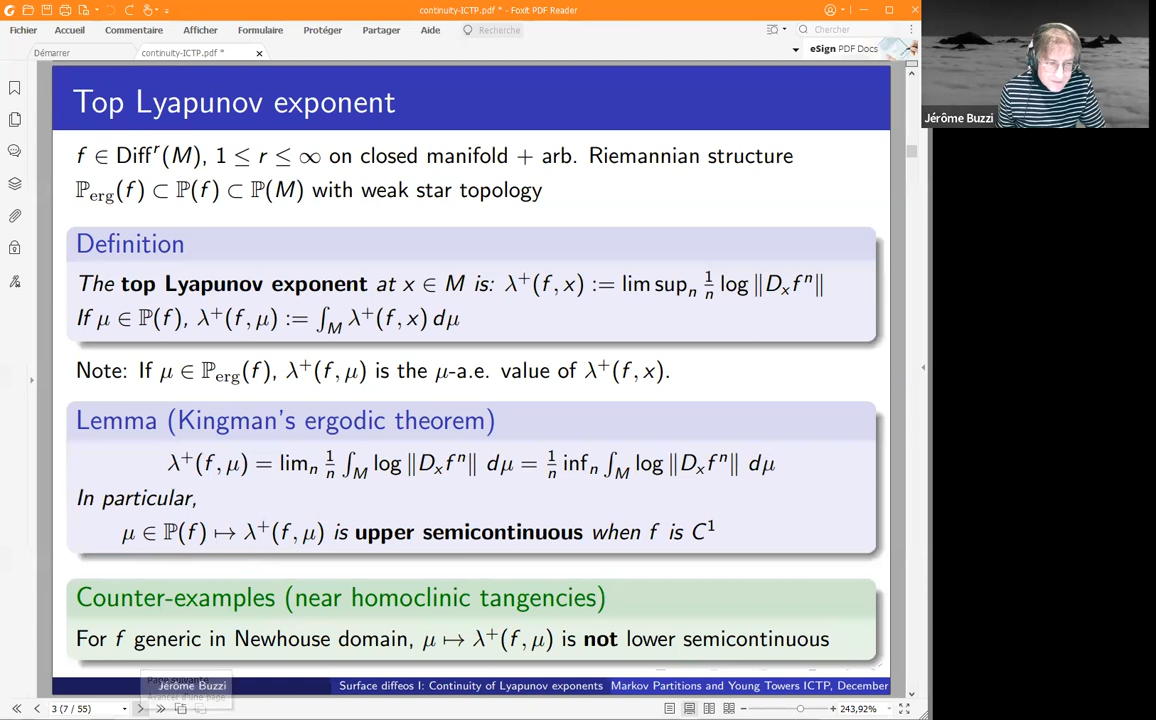 continuity-ICTP.pdf * - Foxit PDF Reader
Fichier Accueil Commentaire Affichier Formulaire Protéger Partager Aide Recherche Chercher
Démarrer continuity-ICTP.pdf * eSign PDF Docs
Top Lyapunov exponent
f ∈ Diff^r(M), 1 ≤ r ≤ ∞ on closed manifold + arb. Riemannian structure
ℙ_erg(f) ⊂ ℙ(f) ⊂ ℙ(M) with weak star topology
Definition
The top Lyapunov exponent at x ∈ M is: λ⁺(f, x) := lim sup_n 1/n log ‖D_x f^n‖
If μ ∈ ℙ(f), λ⁺(f, μ) := ∫_M λ⁺(f, x) dμ
Note: If μ ∈ ℙ_erg(f), λ⁺(f, μ) is the μ-a.e. value of λ⁺(f, x).
Lemma (Kingman's ergodic theorem)
λ⁺(f, μ) = lim_n 1/n ∫_M log ‖D_x f^n‖ dμ = 1/n inf_n ∫_M log ‖D_x f^n‖ dμ
In particular,
μ ∈ ℙ(f) ↦ λ⁺(f, μ) is upper semicontinuous when f is C¹
Counter-examples (near homoclinic tangencies)
For f generic in Newhouse domain, μ ↦ λ⁺(f, μ) is not lower semicontinuous
Jérôme Buzzi Surface diffeos I: Continuity of Lyapunov exponents Markov Partitions and Young Towers ICTP, December
3 (7 / 55) 243,92%
Jérôme Buzzi